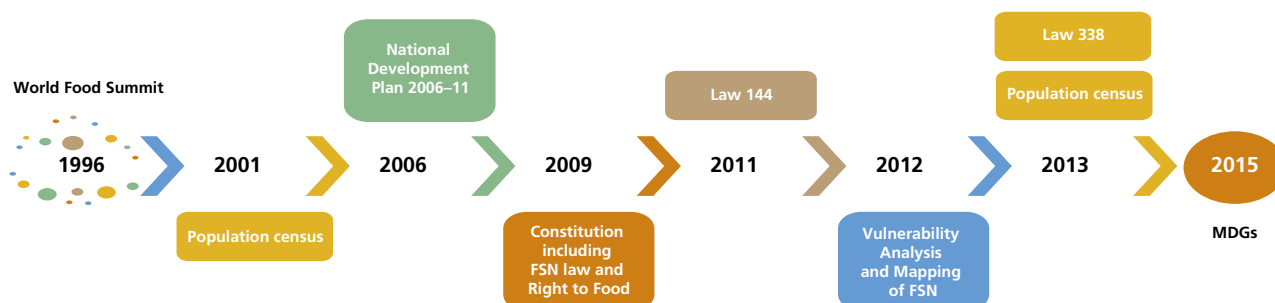 World Food Summit
1996
2001
Population census
National
Development
Plan 2006–11
2006
2009
Constitution
including
FSN law and
Right to Food
Law 144
2011
2012
Vulnerability
Analysis
and Mapping
of FSN
Law 338
Population census
2013
2015
MDGs